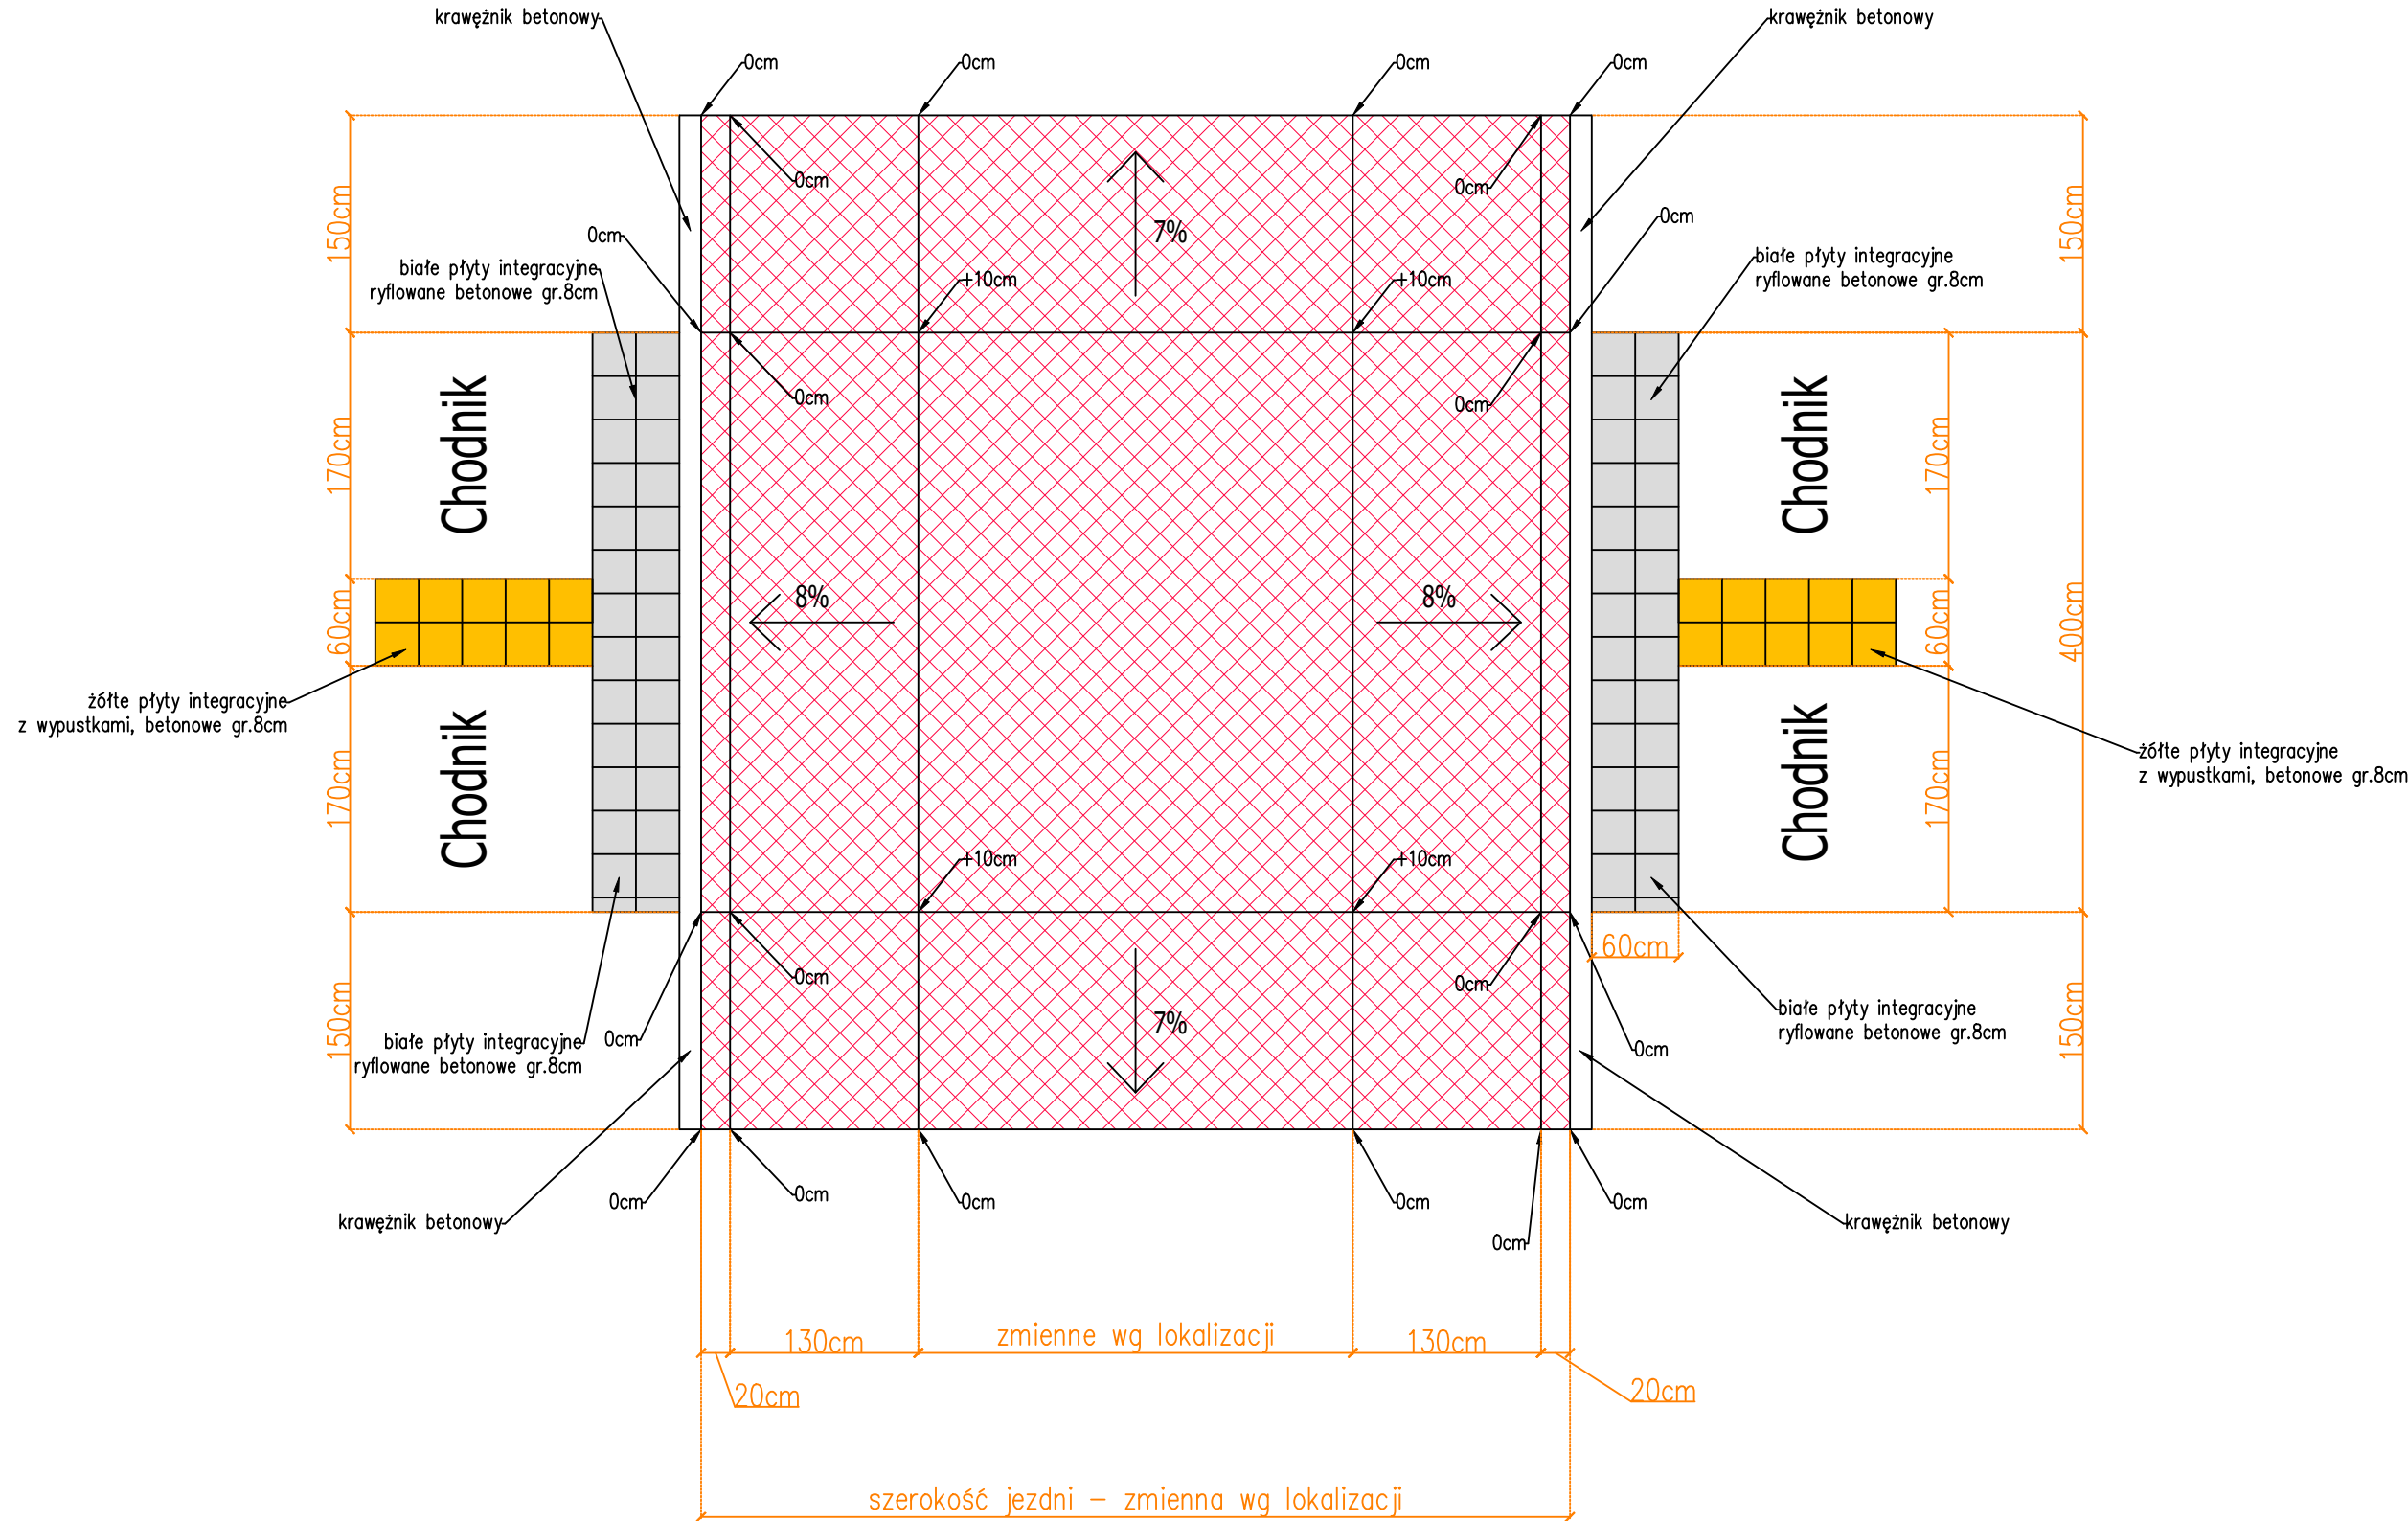 krawężnik betonowy
krawężnik betonowy
0cm
0cm
0cm
0cm
0cm
0cm
150cm
150cm
7%
0cm
0cm
białe płyty integracyjne
ryflowane betonowe gr.8cm
białe płyty integracyjne
ryflowane betonowe gr.8cm
+10cm
+10cm
0cm
0cm
Chodnik
Chodnik
170cm
170cm
8%
8%
60cm
60cm
400cm
żółte płyty integracyjne
z wypustkami, betonowe gr.8cm
żółte płyty integracyjne
z wypustkami, betonowe gr.8cm
Chodnik
Chodnik
170cm
170cm
+10cm
+10cm
60cm
0cm
0cm
150cm
150cm
7%
białe płyty integracyjne
ryflowane betonowe gr.8cm
0cm
0cm
białe płyty integracyjne
ryflowane betonowe gr.8cm
0cm
0cm
0cm
0cm
0cm
0cm
krawężnik betonowy
krawężnik betonowy
130cm
zmienne wg lokalizacji
130cm
20cm
20cm
szerokość jezdni – zmienna wg lokalizacji